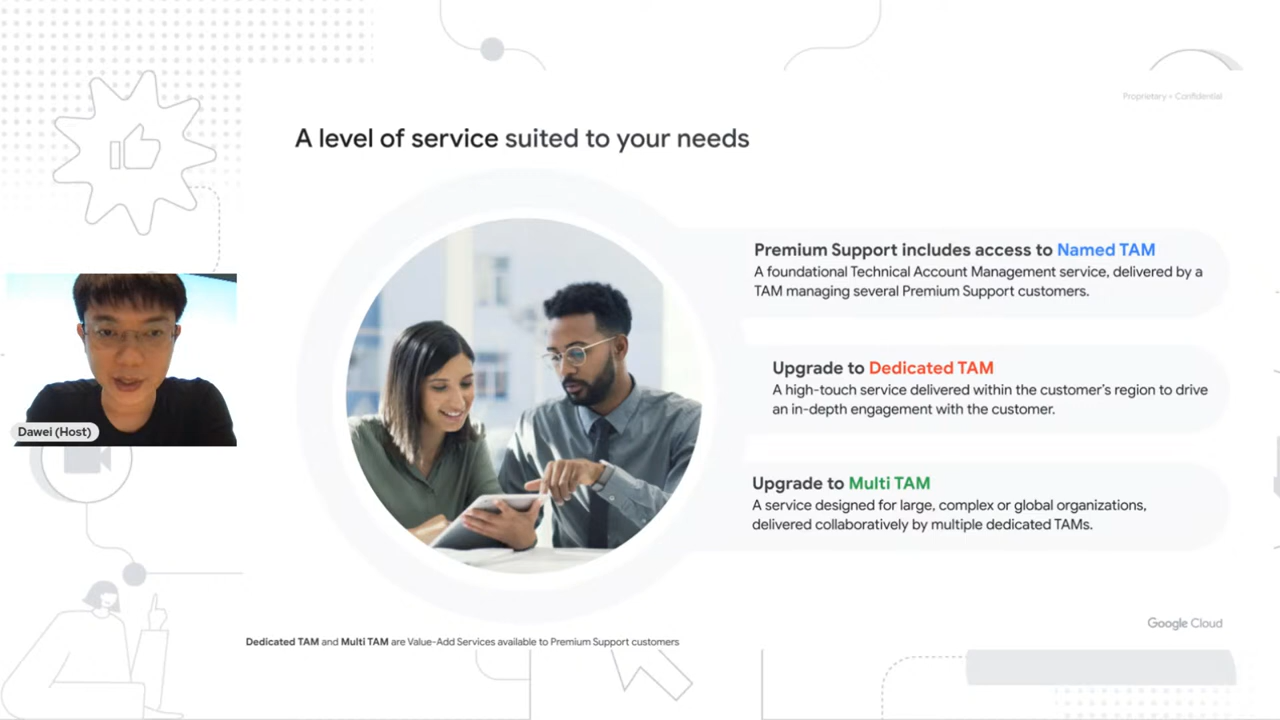 Proprietary + Confidential
A level of service suited to your needs
Premium Support includes access to Named TAM
A foundational Technical Account Management service, delivered by a
TAM managing several Premium Support customers.
Upgrade to Dedicated TAM
A high-touch service delivered within the customer’s region to drive
an in-depth engagement with the customer.
Dawei (Host)
Upgrade to Multi TAM
A service designed for large, complex or global organizations,
delivered collaboratively by multiple dedicated TAMs.
Google Cloud
Dedicated TAM and Multi TAM are Value-Add Services available to Premium Support customers